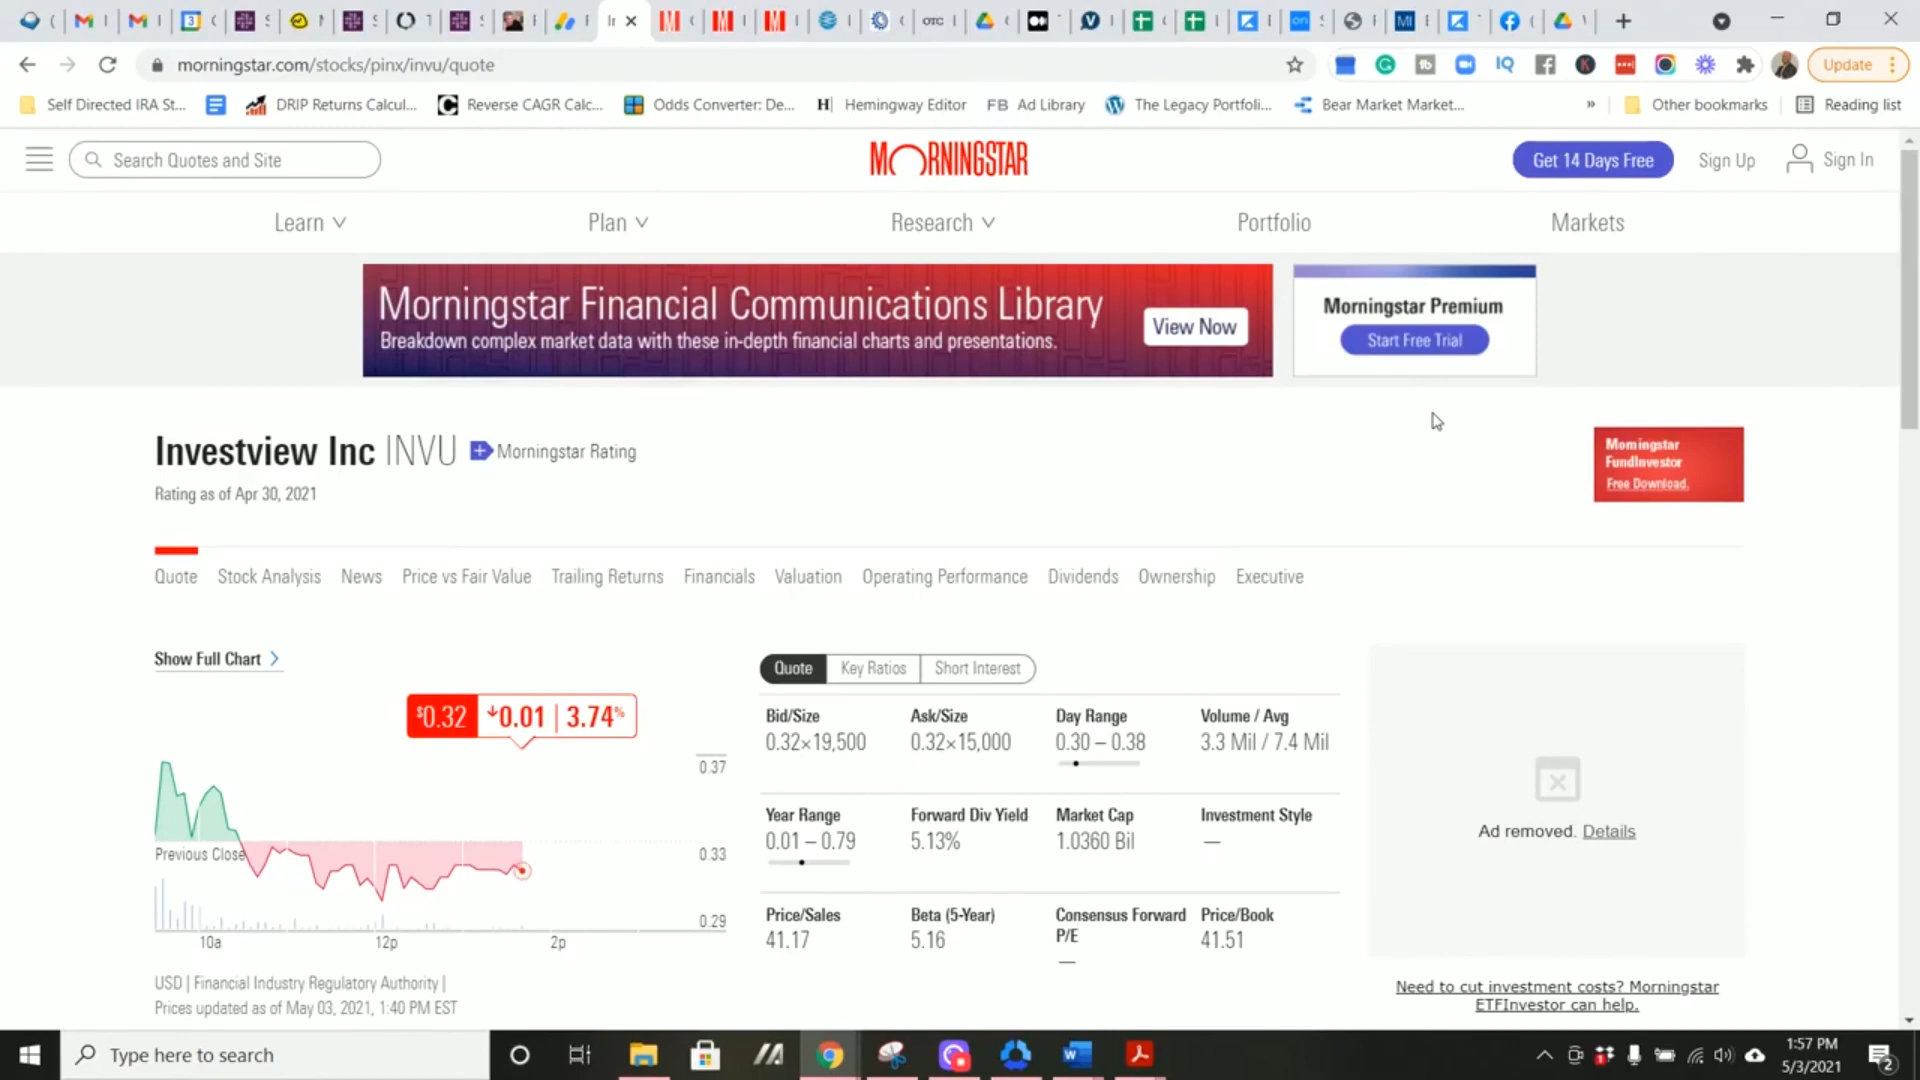 morningstar.com/stocks/pinx/invu/quote
Update
Self Directed IRA St...
DRIP Returns Calcul...
Reverse CAGR Calc...
Odds Converter: De...
Hemingway Editor
FB Ad Library
The Legacy Portfoli...
Bear Market Market...
»
Other bookmarks
Reading list
Search Quotes and Site
MORNINGSTAR
Get 14 Days Free
Sign Up
Sign In
Learn
Plan
Research
Portfolio
Markets
Morningstar Financial Communications Library
Breakdown complex market data with these in-depth financial charts and presentations.
View Now
Morningstar Premium
Start Free Trial
Investview Inc INVU
Morningstar Rating
Rating as of Apr 30, 2021
Morningstar
FundInvestor
Free Download.
Quote Stock Analysis News Price vs Fair Value Trailing Returns Financials Valuation Operating Performance Dividends Ownership Executive
Show Full Chart
$0.32 0.01 | 3.74%
0.37
Previous Close
0.33
0.29
10a 12p 2p
USD | Financial Industry Regulatory Authority |
Prices updated as of May 03, 2021, 1:40 PM EST
Quote Key Ratios Short Interest
Bid/Size Ask/Size Day Range Volume / Avg
0.32×19,500 0.32×15,000 0.30 – 0.38 3.3 Mil / 7.4 Mil
Year Range Forward Div Yield Market Cap Investment Style
0.01 – 0.79 5.13% 1.0360 Bil —
Price/Sales Beta (5-Year) Consensus Forward Price/Book
P/E
41.17 5.16 — 41.51
Ad removed. Details
Need to cut investment costs? Morningstar
ETFInvestor can help.
Type here to search
1:57 PM
5/3/2021
2